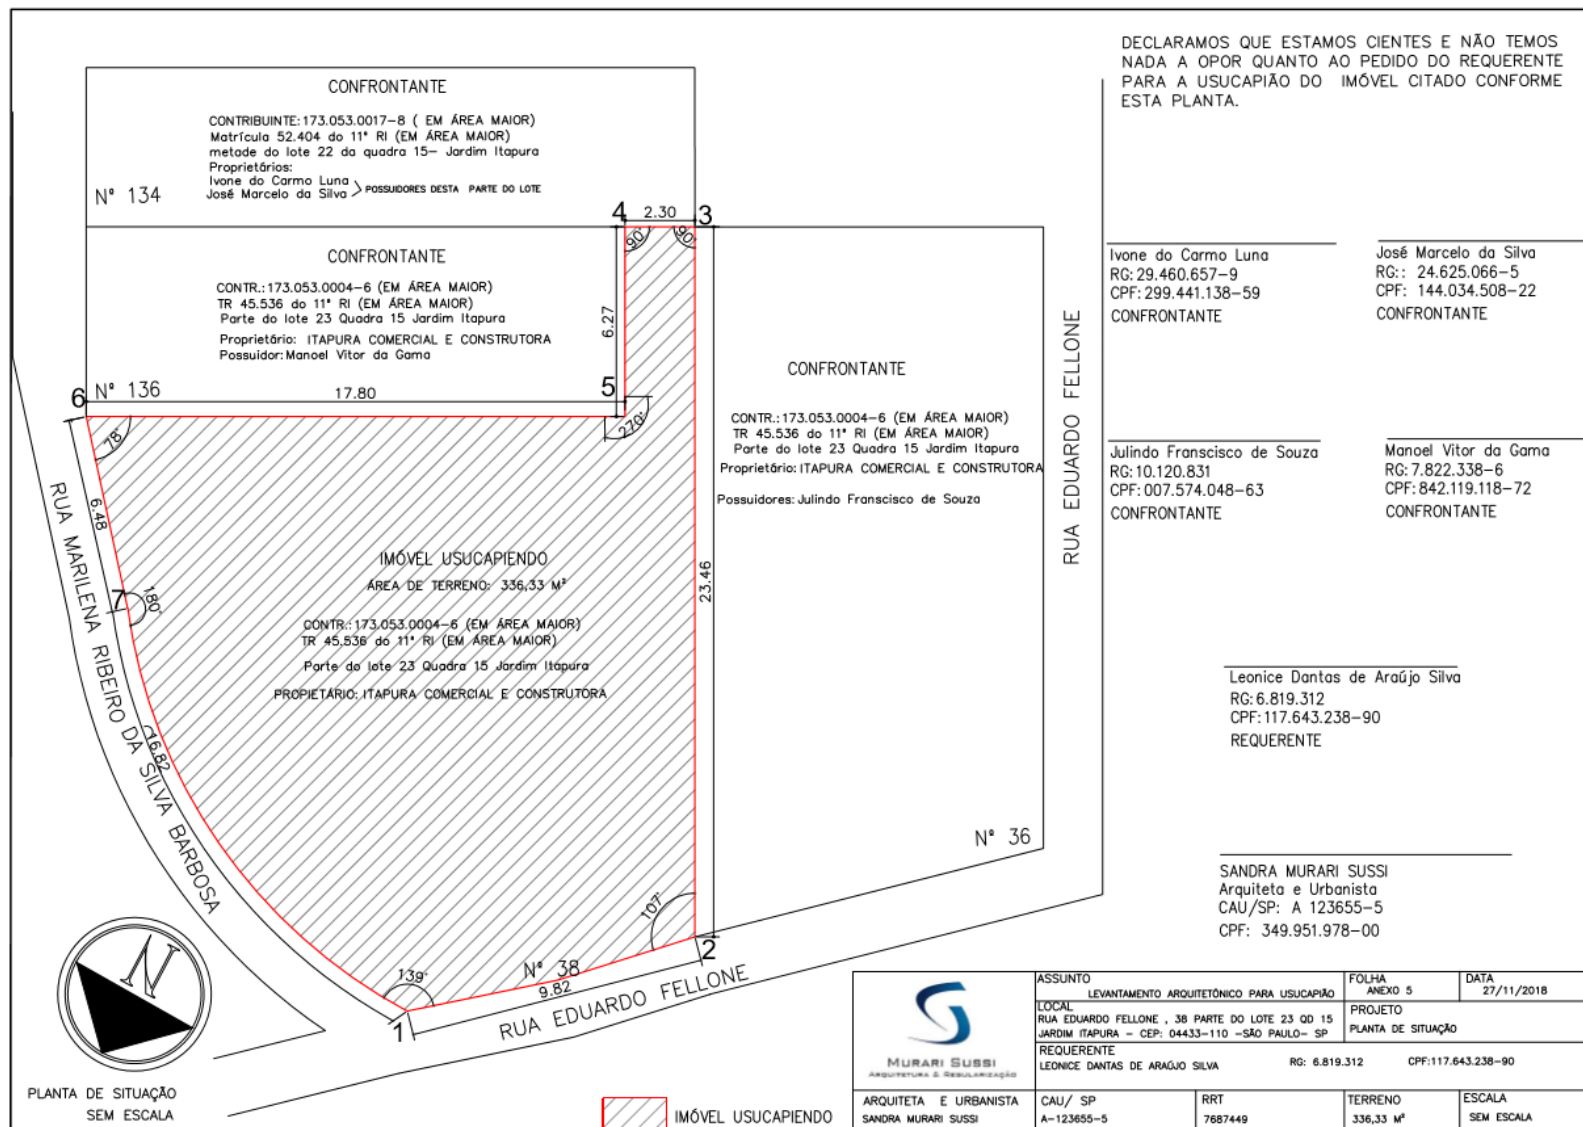 DECLARAMOS QUE ESTAMOS CIENTES E NÃO TEMOS
NADA A OPOR QUANTO AO PEDIDO DO REQUERENTE
PARA A USUCAPIÃO DO IMÓVEL CITADO CONFORME
ESTA PLANTA.
CONFRONTANTE
CONTRIBUINTE: 173.053.0017-8 ( EM ÁREA MAIOR)
Matrícula 52.404 do 11° RI (EM ÁREA MAIOR)
metade do lote 22 da quadra 15- Jardim Itapura
Proprietários:
Ivone do Carmo Luna
José Marcelo da Silva
POSSUIDORES DESTA PARTE DO LOTE
N° 134
4
2.30
3
90°
90°
CONFRONTANTE
CONTR.: 173.053.0004-6 (EM ÁREA MAIOR)
TR 45.536 do 11° RI (EM ÁREA MAIOR)
Parte do lote 23 Quadra 15 Jardim Itapura
Proprietário: ITAPURA COMERCIAL E CONSTRUTORA
Possuidor: Manoel Vitor da Gama
6.27
6
N° 136
17.80
5
270°
78°
CONFRONTANTE
CONTR.: 173.053.0004-6 (EM ÁREA MAIOR)
TR 45.536 do 11° RI (EM ÁREA MAIOR)
Parte do lote 23 Quadra 15 Jardim Itapura
Proprietário: ITAPURA COMERCIAL E CONSTRUTORA
Possuidores: Julindo Franscisco de Souza
RUA EDUARDO FELLONE
23.46
N° 36
6.48
7
180°
RUA MARILENA RIBEIRO DA SILVA BARBOSA
16.82
IMÓVEL USUCAPIENDO
ÁREA DE TERRENO: 336,33 M²
CONTR.: 173.053.0004-6 (EM ÁREA MAIOR)
TR 45.536 do 11° RI (EM ÁREA MAIOR)
Parte do lote 23 Quadra 15 Jardim Itapura
PROPIETÁRIO: ITAPURA COMERCIAL E CONSTRUTORA
107°
2
139°
N° 38
9.82
1
RUA EDUARDO FELLONE
Ivone do Carmo Luna
RG: 29.460.657-9
CPF: 299.441.138-59
CONFRONTANTE
José Marcelo da Silva
RG:: 24.625.066-5
CPF: 144.034.508-22
CONFRONTANTE
Julindo Franscisco de Souza
RG: 10.120.831
CPF: 007.574.048-63
CONFRONTANTE
Manoel Vitor da Gama
RG: 7.822.338-6
CPF: 842.119.118-72
CONFRONTANTE
Leonice Dantas de Araújo Silva
RG: 6.819.312
CPF: 117.643.238-90
REQUERENTE
SANDRA MURARI SUSSI
Arquiteta e Urbanista
CAU/SP: A 123655-5
CPF: 349.951.978-00
N
PLANTA DE SITUAÇÃO
SEM ESCALA
IMÓVEL USUCAPIENDO
MURARI SUSSI
ARQUITETURA & REGULARIZAÇÃO
ARQUITETA E URBANISTA
SANDRA MURARI SUSSI
ASSUNTO
LEVANTAMENTO ARQUITETÔNICO PARA USUCAPIÃO
FOLHA
ANEXO 5
DATA
27/11/2018
LOCAL
RUA EDUARDO FELLONE , 38 PARTE DO LOTE 23 QD 15
JARDIM ITAPURA - CEP: 04433-110 -SÃO PAULO- SP
PROJETO
PLANTA DE SITUAÇÃO
REQUERENTE
LEONICE DANTAS DE ARAÚJO SILVA RG: 6.819.312 CPF:117.643.238-90
CAU/ SP
A-123655-5
RRT
7687449
TERRENO
336,33 M²
ESCALA
SEM ESCALA